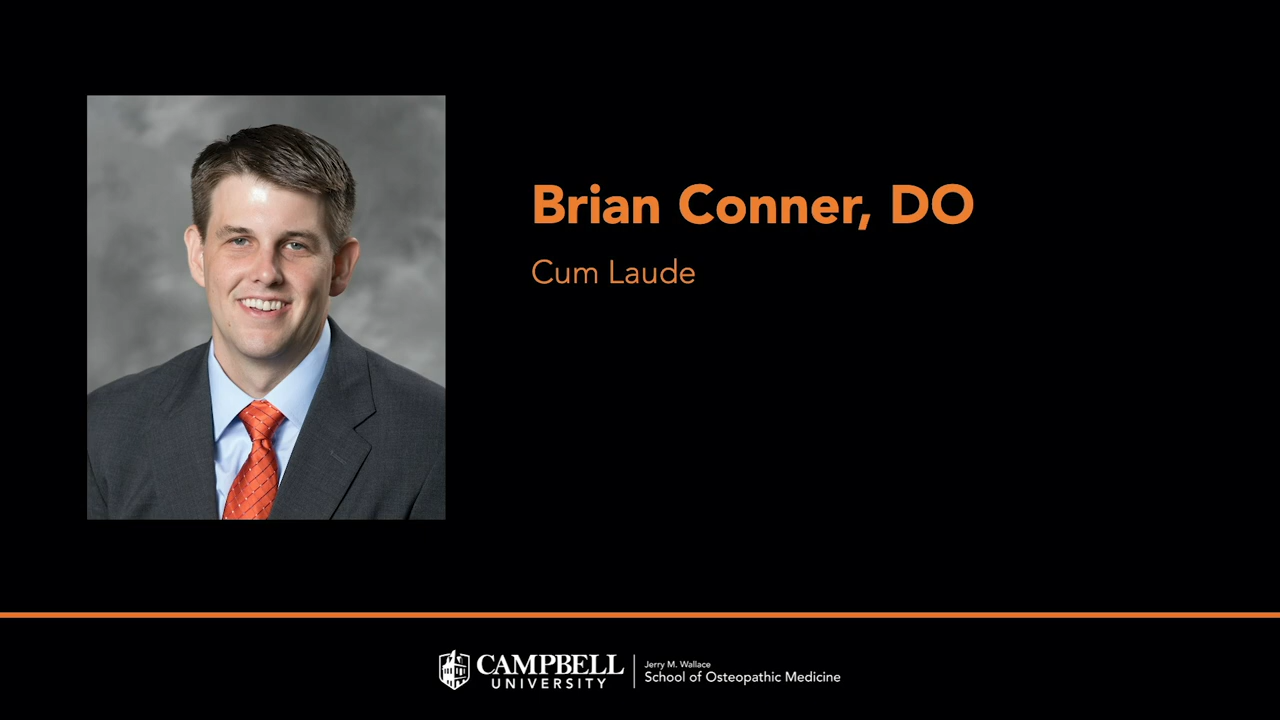 Brian Conner, DO
Cum Laude
CAMPBELL
UNIVERSITY
Jerry M. Wallace
School of Osteopathic Medicine